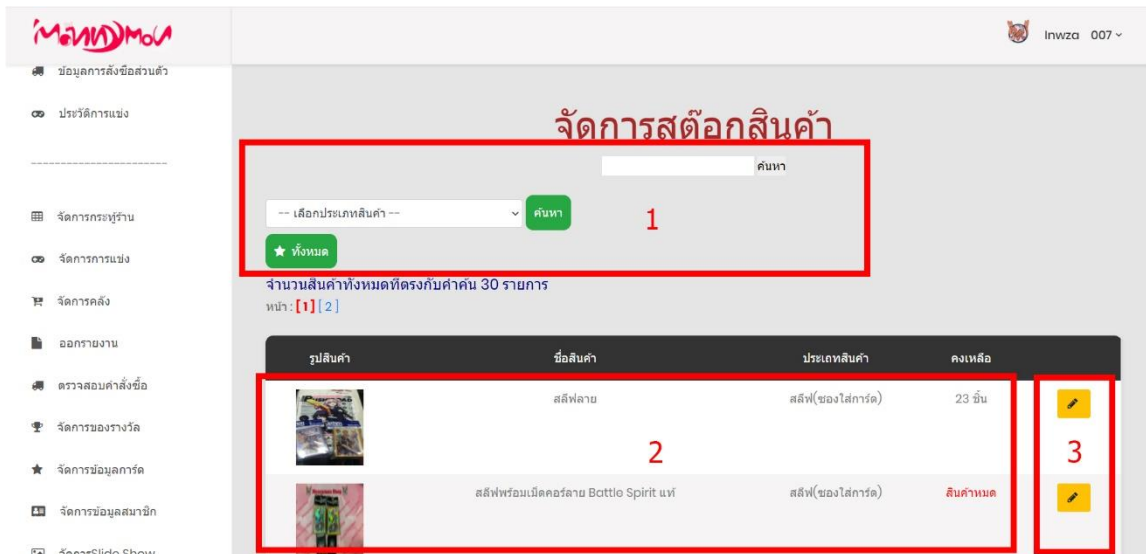 Inwza 007
ข้อมูลการสั่งซื้อส่วนตัว
ประวัติการแข่ง
-----------------------
จัดการกระทู้ร้าน
จัดการการแข่ง
จัดการคลัง
ออกรายงาน
ตรวจสอบคำสั่งซื้อ
จัดการของรางวัล
จัดการข้อมูลการ์ด
จัดการข้อมูลสมาชิก
จัดการSlide Show
จัดการสต๊อกสินค้า
ค้นหา
-- เลือกประเภทสินค้า -- ค้นหา
1
ทั้งหมด
จำนวนสินค้าทั้งหมดที่ตรงกับคำค้น 30 รายการ
หน้า : [1] [ 2 ]
รูปสินค้า ชื่อสินค้า ประเภทสินค้า คงเหลือ
สลีฟลาย สลีฟ(ซองใส่การ์ด) 23 ชิ้น
2
3
สลีฟพร้อมเม็ดคอร์ลาย Battle Spirit แท้ สลีฟ(ซองใส่การ์ด) สินค้าหมด